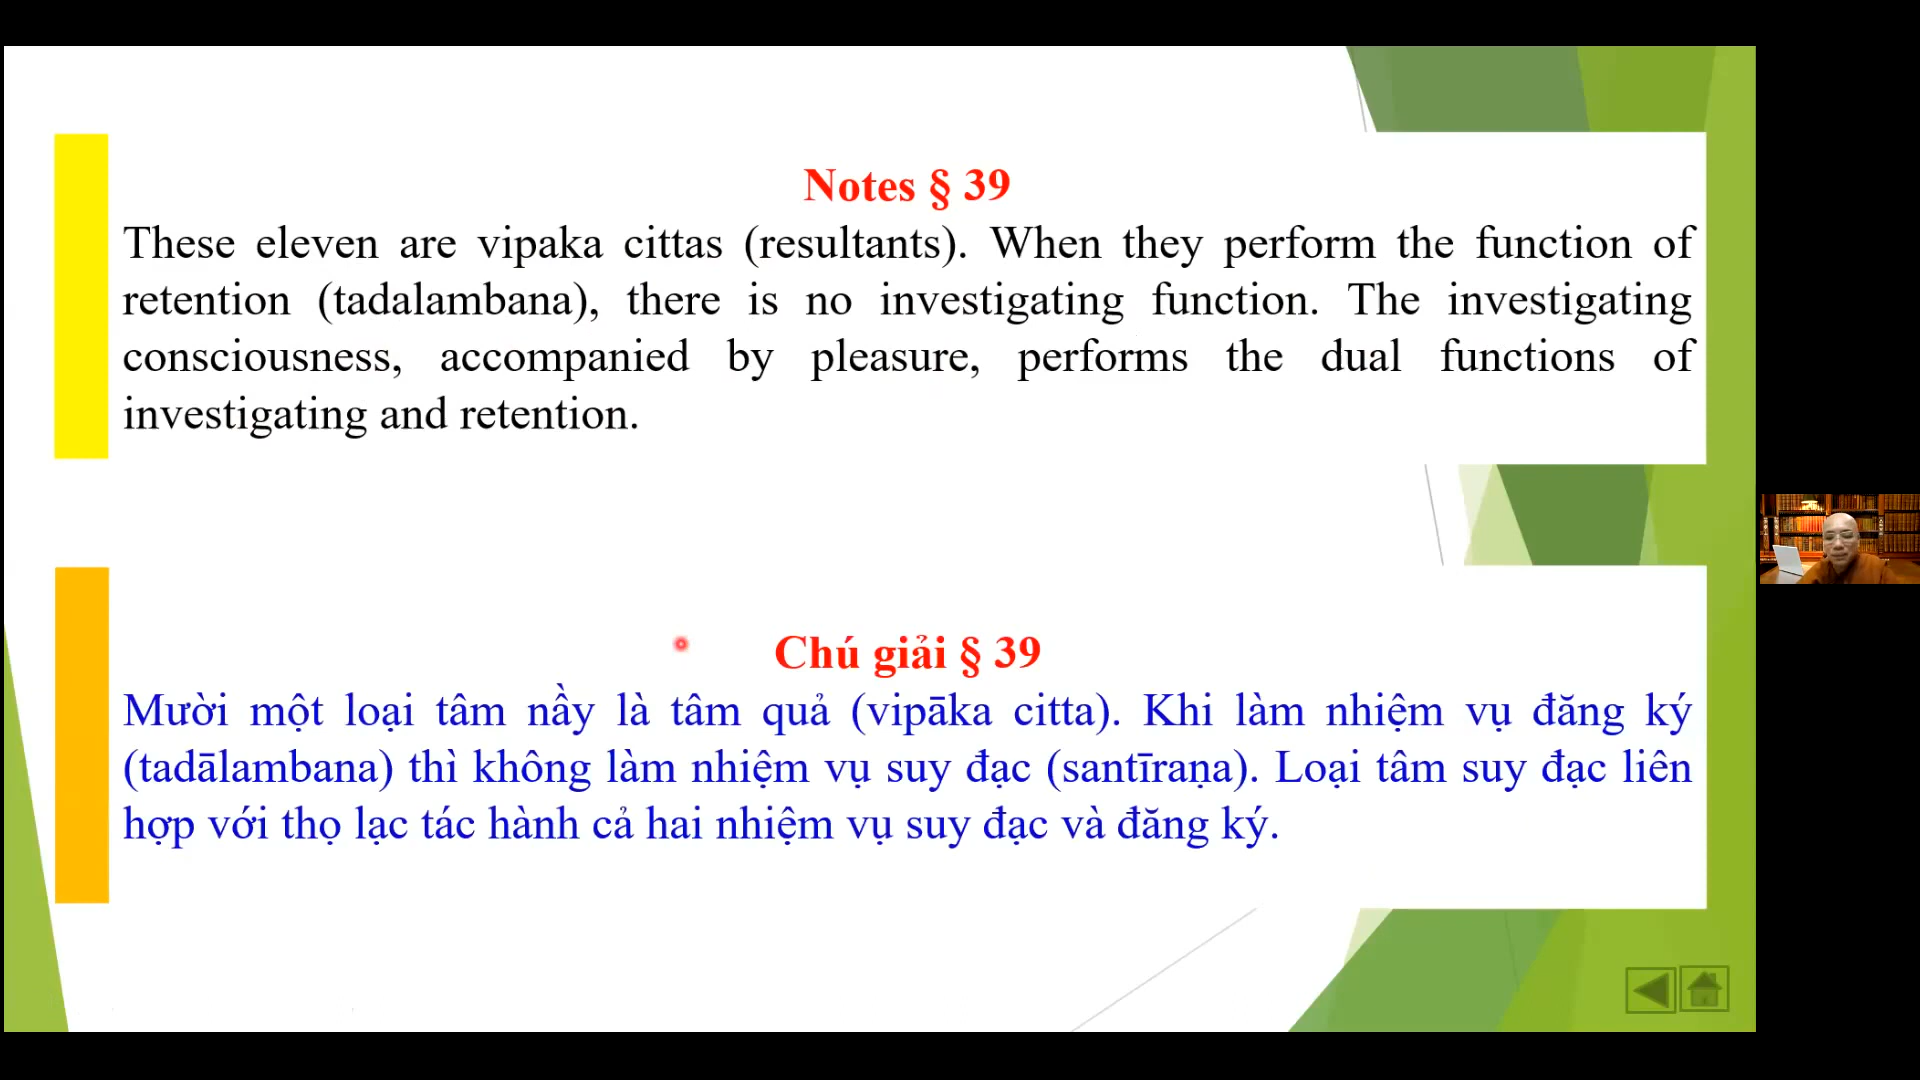 Notes § 39
These eleven are vipaka cittas (resultants). When they perform the function of
retention (tadalambana), there is no investigating function. The investigating
consciousness, accompanied by pleasure, performs the dual functions of
investigating and retention.
Chú giải § 39
Mười một loại tâm nầy là tâm quả (vipāka citta). Khi làm nhiệm vụ đăng ký
(tadālambana) thì không làm nhiệm vụ suy đạc (santīraṇa). Loại tâm suy đạc liên
hợp với thọ lạc tác hành cả hai nhiệm vụ suy đạc và đăng ký.